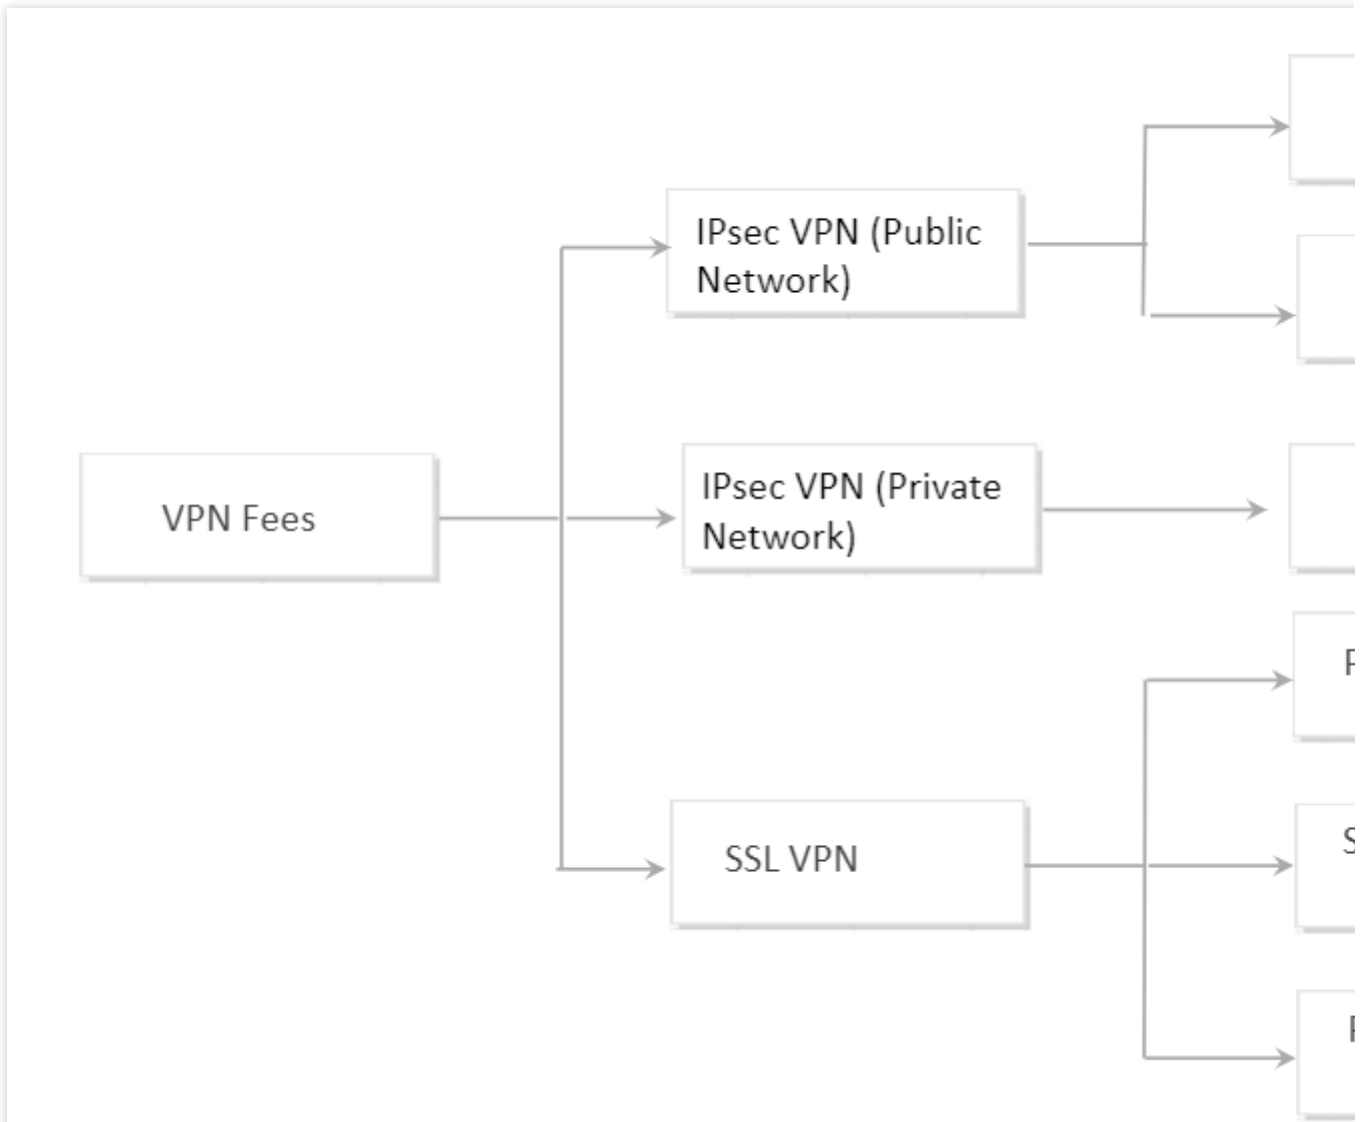 IPsec VPN (Public
Network)
IPsec VPN (Private
Network)
VPN Fees
SSL VPN